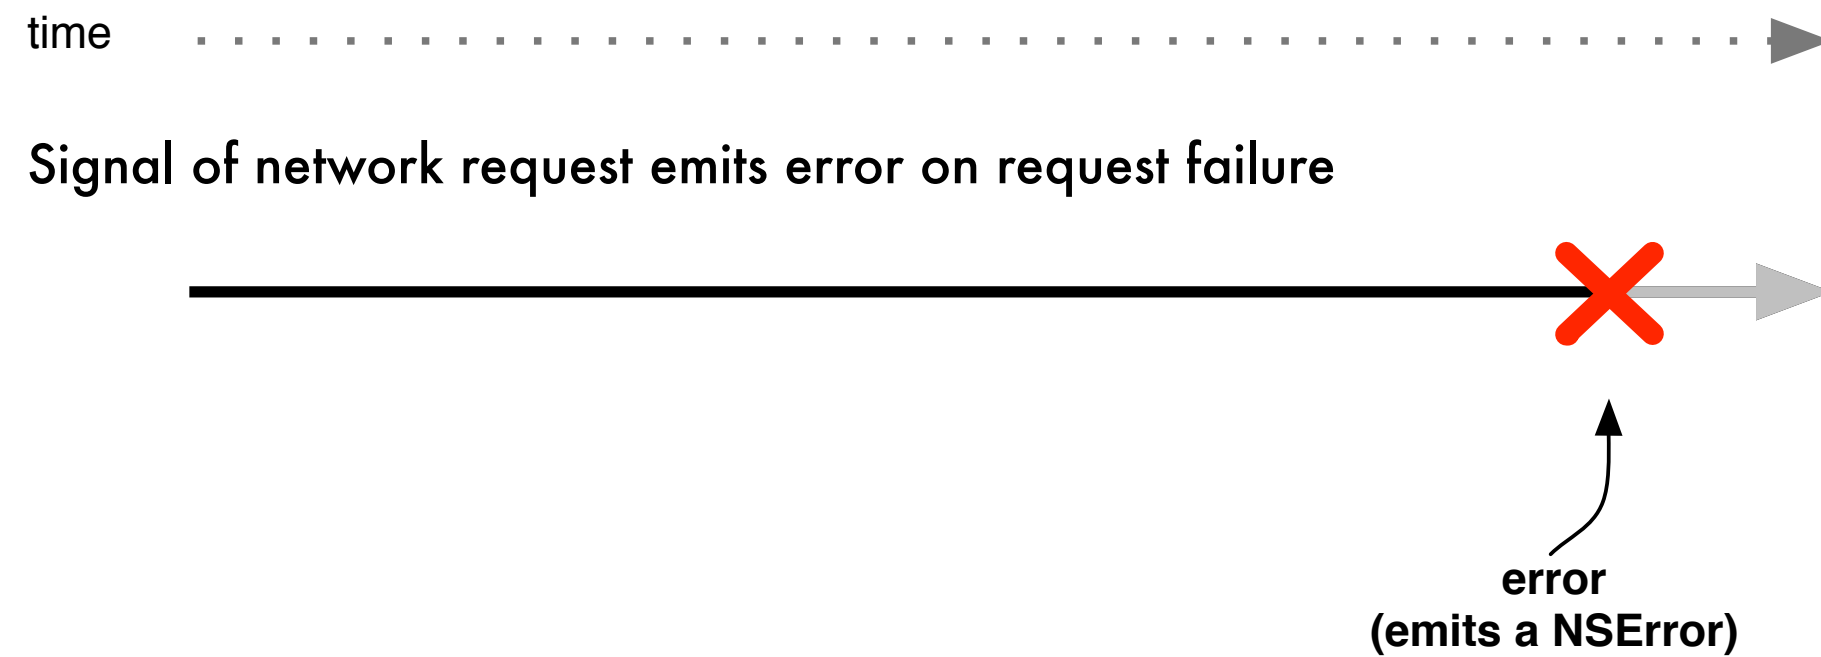 time
Signal of network request emits error on request failure
error
(emits a NSError)